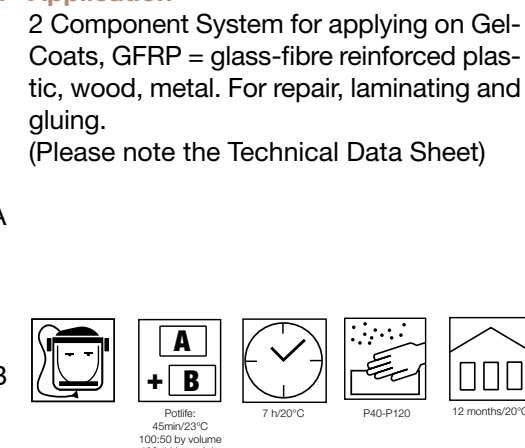 Application
2 Component System for applying on Gel-
Coats, GFRP = glass-fibre reinforced plas-
tic, wood, metal. For repair, laminating and
gluing.
(Please note the Technical Data Sheet)
A
B
A
+ B
Potlife:
45min/23°C
100:50 by volume
7 h/20°C
P40-P120
12 months/20°C